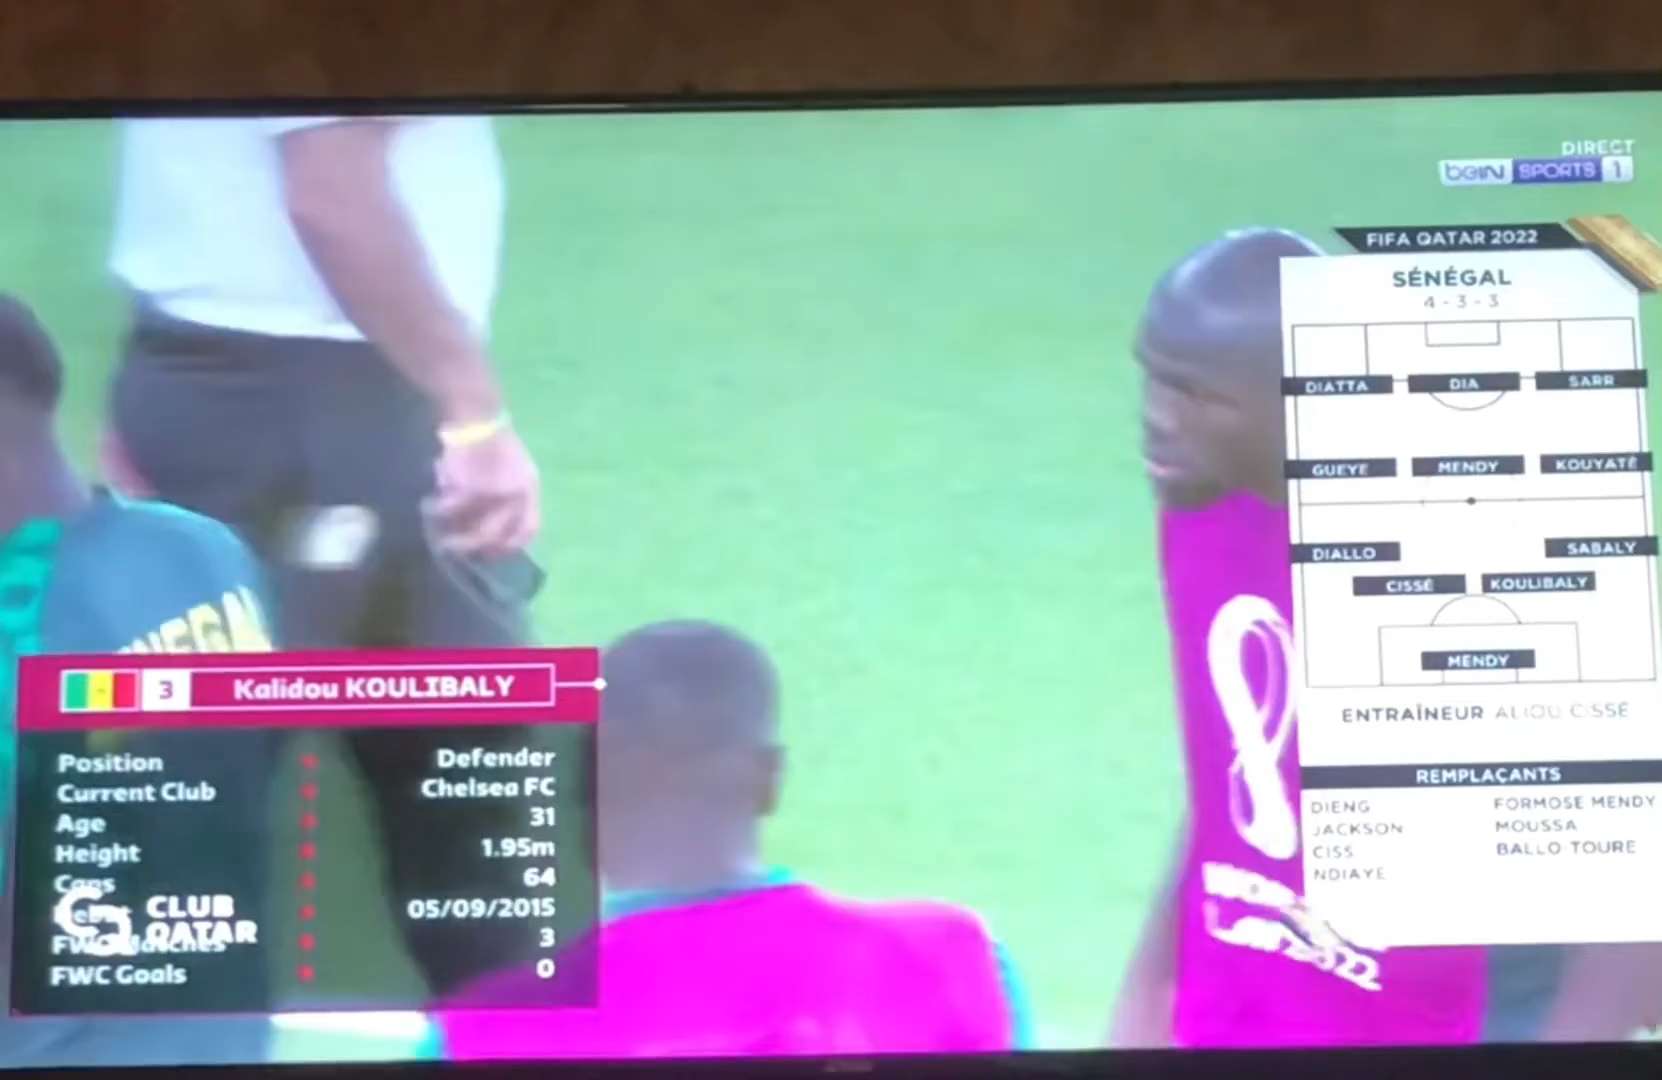 DIRECT
beIN SPORTS 1
FIFA QATAR 2022
SÉNÉGAL
4 - 3 - 3
DIATTA DIA SARR
GUEYE MENDY KOUYATÉ
DIALLO SABALY
CISSÉ KOULIBALY
MENDY
ENTRAÎNEUR ALIOU CISSÉ
REMPLAÇANTS
DIENG FORMOSE MENDY
JACKSON MOUSSA
CISS BALLO-TOURE
NDIAYE
3 Kalidou KOULIBALY
Position Defender
Current Club Chelsea FC
Age 31
Height 1.95m
Caps 64
05/09/2015
CLUB
QATAR
FWC Matches 3
FWC Goals 0